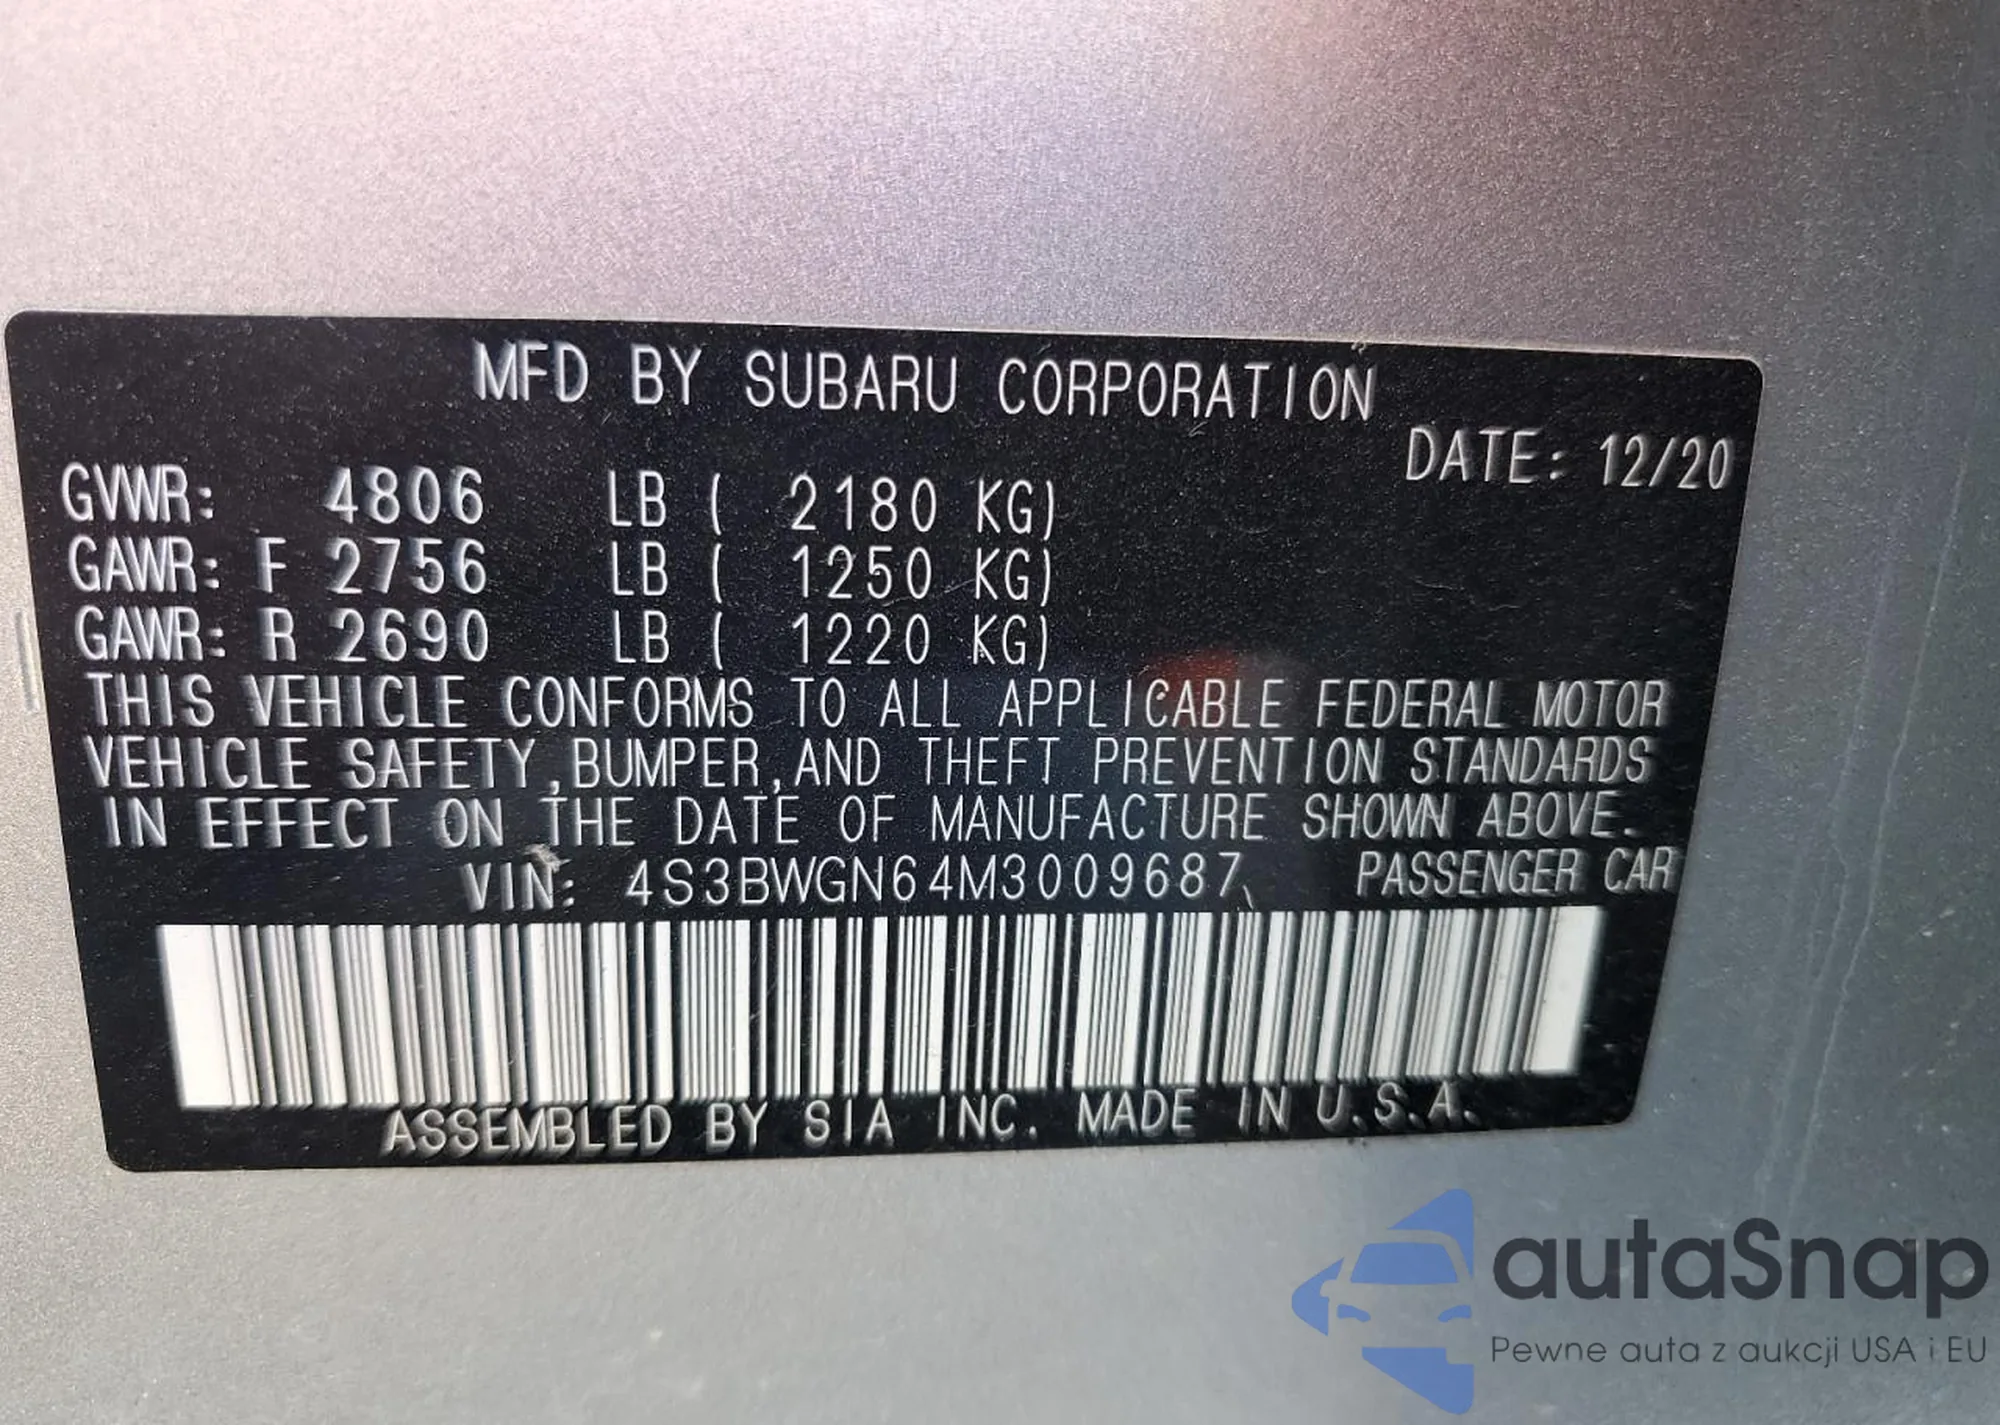 MFD BY SUBARU CORPORATION
DATE: 12/20
GVWR: 4806 LB ( 2180 KG)
GAWR: F 2756 LB ( 1250 KG)
GAWR: R 2690 LB ( 1220 KG)
THIS VEHICLE CONFORMS TO ALL APPLICABLE FEDERAL MOTOR
VEHICLE SAFETY,BUMPER,AND THEFT PREVENTION STANDARDS
IN EFFECT ON THE DATE OF MANUFACTURE SHOWN ABOVE.
VIN: 4S3BWGN64M3009687 PASSENGER CAR
ASSEMBLED BY SIA INC. MADE IN U.S.A.
autaSnap
Pewne auta z aukcji USA i EU